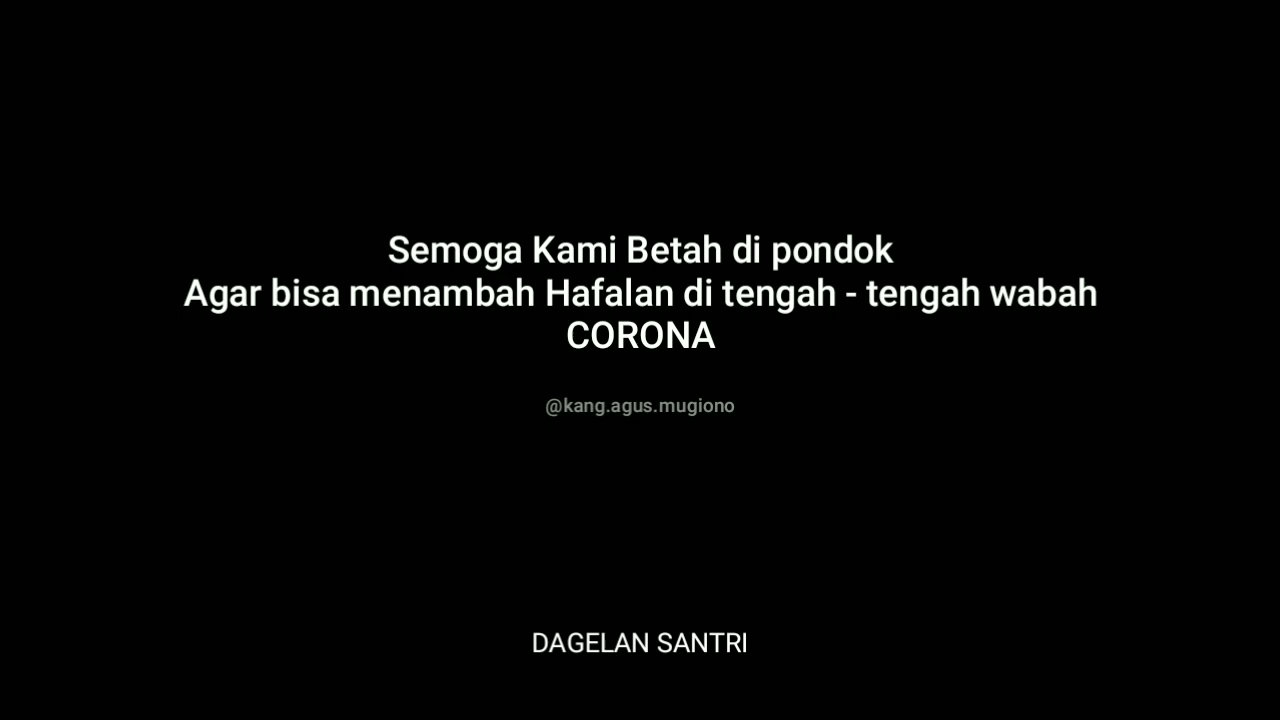 Semoga Kami Betah di pondok
Agar bisa menambah Hafalan di tengah - tengah wabah
CORONA
@kang.agus.mugiono
DAGELAN SANTRI